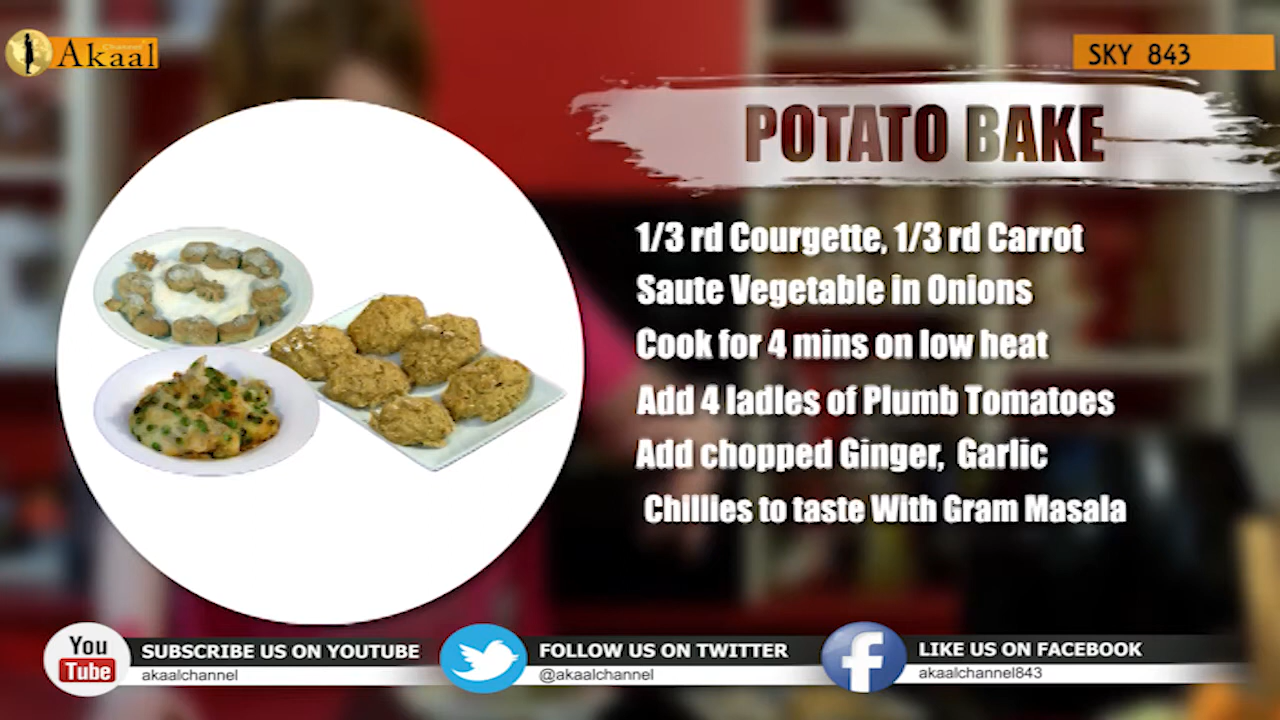 Akaal
Channel
SKY 843
POTATO BAKE
1/3 rd Courgette, 1/3 rd Carrot
Saute Vegetable in Onions
Cook for 4 mins on low heat
Add 4 ladles of Plumb Tomatoes
Add chopped Ginger, Garlic
Chillies to taste With Gram Masala
You
Tube
SUBSCRIBE US ON YOUTUBE
akaalchannel
FOLLOW US ON TWITTER
@akaalchannel
f
LIKE US ON FACEBOOK
akaalchannel843